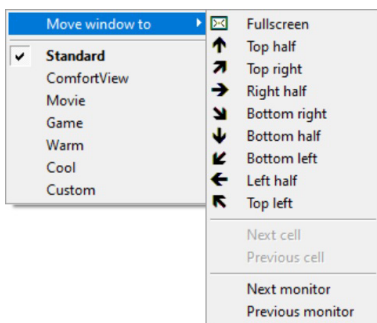 Move window to
Standard
ComfortView
Movie
Game
Warm
Cool
Custom
Fullscreen
Top half
Top right
Right half
Bottom right
Bottom half
Bottom left
Left half
Top left
Next cell
Previous cell
Next monitor
Previous monitor